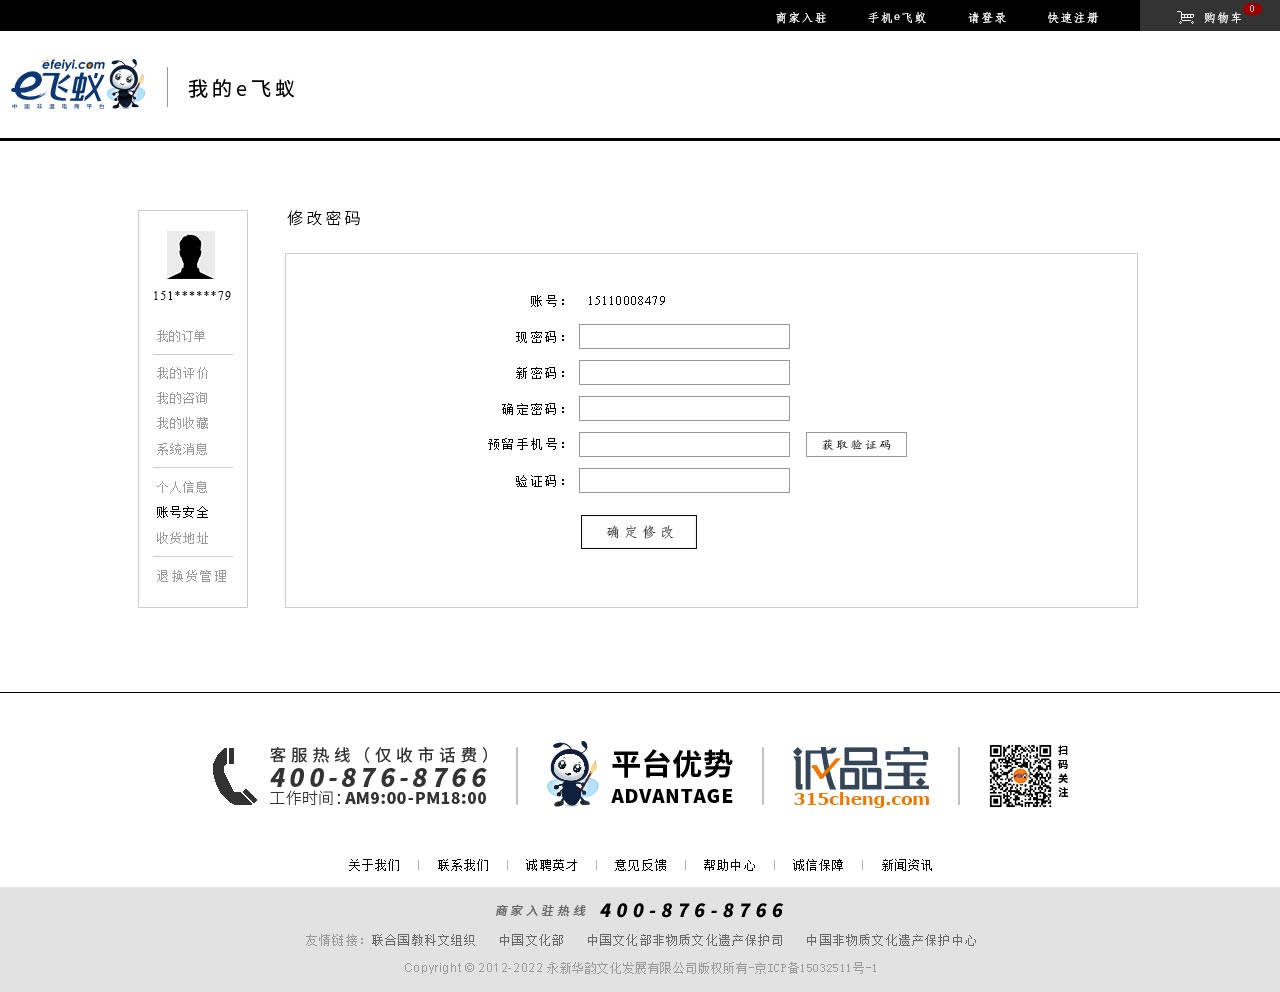 商家入驻 手机e飞蚁 请登录 快速注册 购物车 0
efeiyi.com
e飞蚁
中国非遗电商平台
我的e飞蚁
修改密码
151******79
我的订单
我的评价
我的咨询
我的收藏
系统消息
个人信息
账号安全
收货地址
退换货管理
账号： 15110008479
现密码：
新密码：
确定密码：
预留手机号： 获取验证码
验证码：
确定修改
客服热线（仅收市话费）
400-876-8766
工作时间：AM9:00-PM18:00
平台优势
ADVANTAGE
诚品宝
315cheng.com
扫码关注
关于我们 联系我们 诚聘英才 意见反馈 帮助中心 诚信保障 新闻资讯
商家入驻热线 400-876-8766
友情链接：联合国教科文组织 中国文化部 中国文化部非物质文化遗产保护司 中国非物质文化遗产保护中心
Copyright © 2012-2022 永新华韵文化发展有限公司版权所有-京ICP备15032511号-1